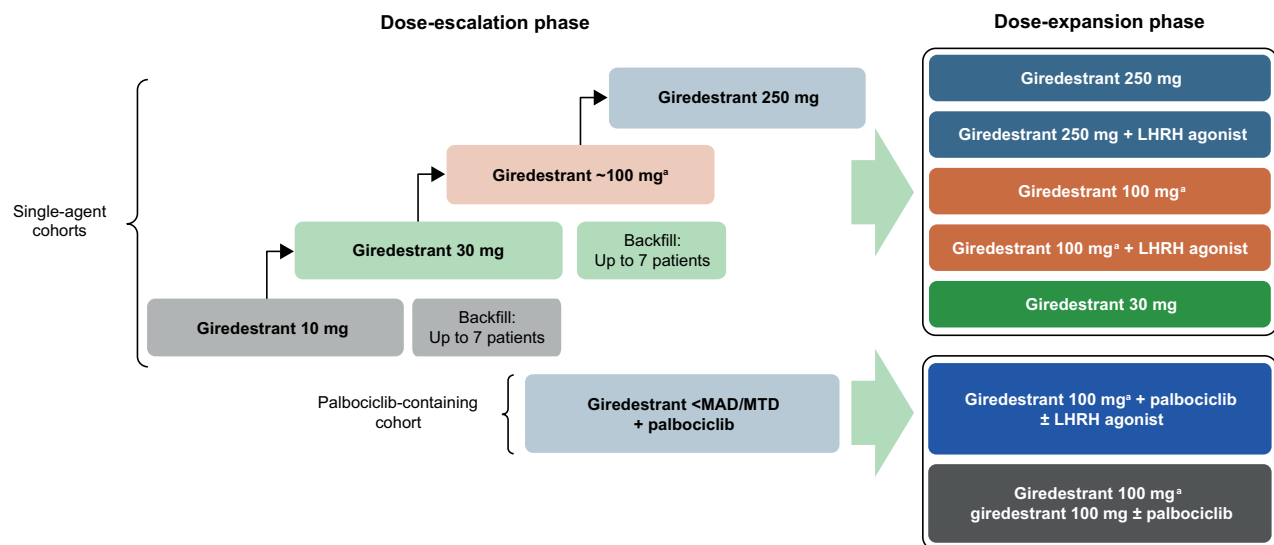 Dose-escalation phase
Dose-expansion phase
Giredestrant 250 mg
Giredestrant ~100 mgᵃ
Giredestrant 30 mg
Backfill:
Up to 7 patients
Giredestrant 10 mg
Backfill:
Up to 7 patients
Single-agent
cohorts
Palbociclib-containing
cohort
Giredestrant <MAD/MTD
+ palbociclib
Giredestrant 250 mg
Giredestrant 250 mg + LHRH agonist
Giredestrant 100 mgᵃ
Giredestrant 100 mgᵃ + LHRH agonist
Giredestrant 30 mg
Giredestrant 100 mgᵃ + palbociclib
± LHRH agonist
Giredestrant 100 mgᵃ
giredestrant 100 mg ± palbociclib